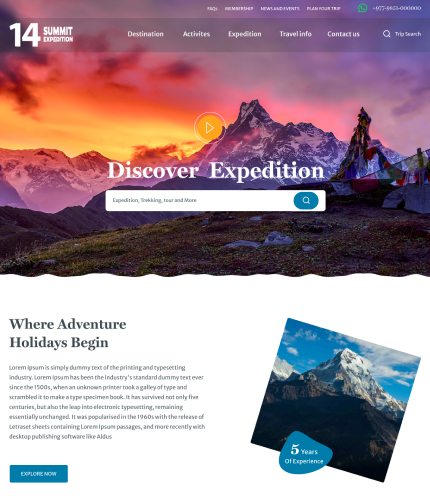 FAQs MEMBERSHIP NEWS AND EVENTS PLAN YOUR TRIP +977-9851-000000
14 SUMMIT EXPEDITION
Destination Activites Expedition Travel info Contact us Trip Search
Discover Expedition
Expedition, Trekking, tour and More
Where Adventure
Holidays Begin
Lorem Ipsum is simply dummy text of the printing and typesetting
industry. Lorem Ipsum has been the industry's standard dummy text ever
since the 1500s, when an unknown printer took a galley of type and
scrambled it to make a type specimen book. It has survived not only five
centuries, but also the leap into electronic typesetting, remaining
essentially unchanged. It was popularised in the 1960s with the release of
Letraset sheets containing Lorem Ipsum passages, and more recently with
desktop publishing software like Aldus
5 Years
Of Experience
EXPLORE NOW